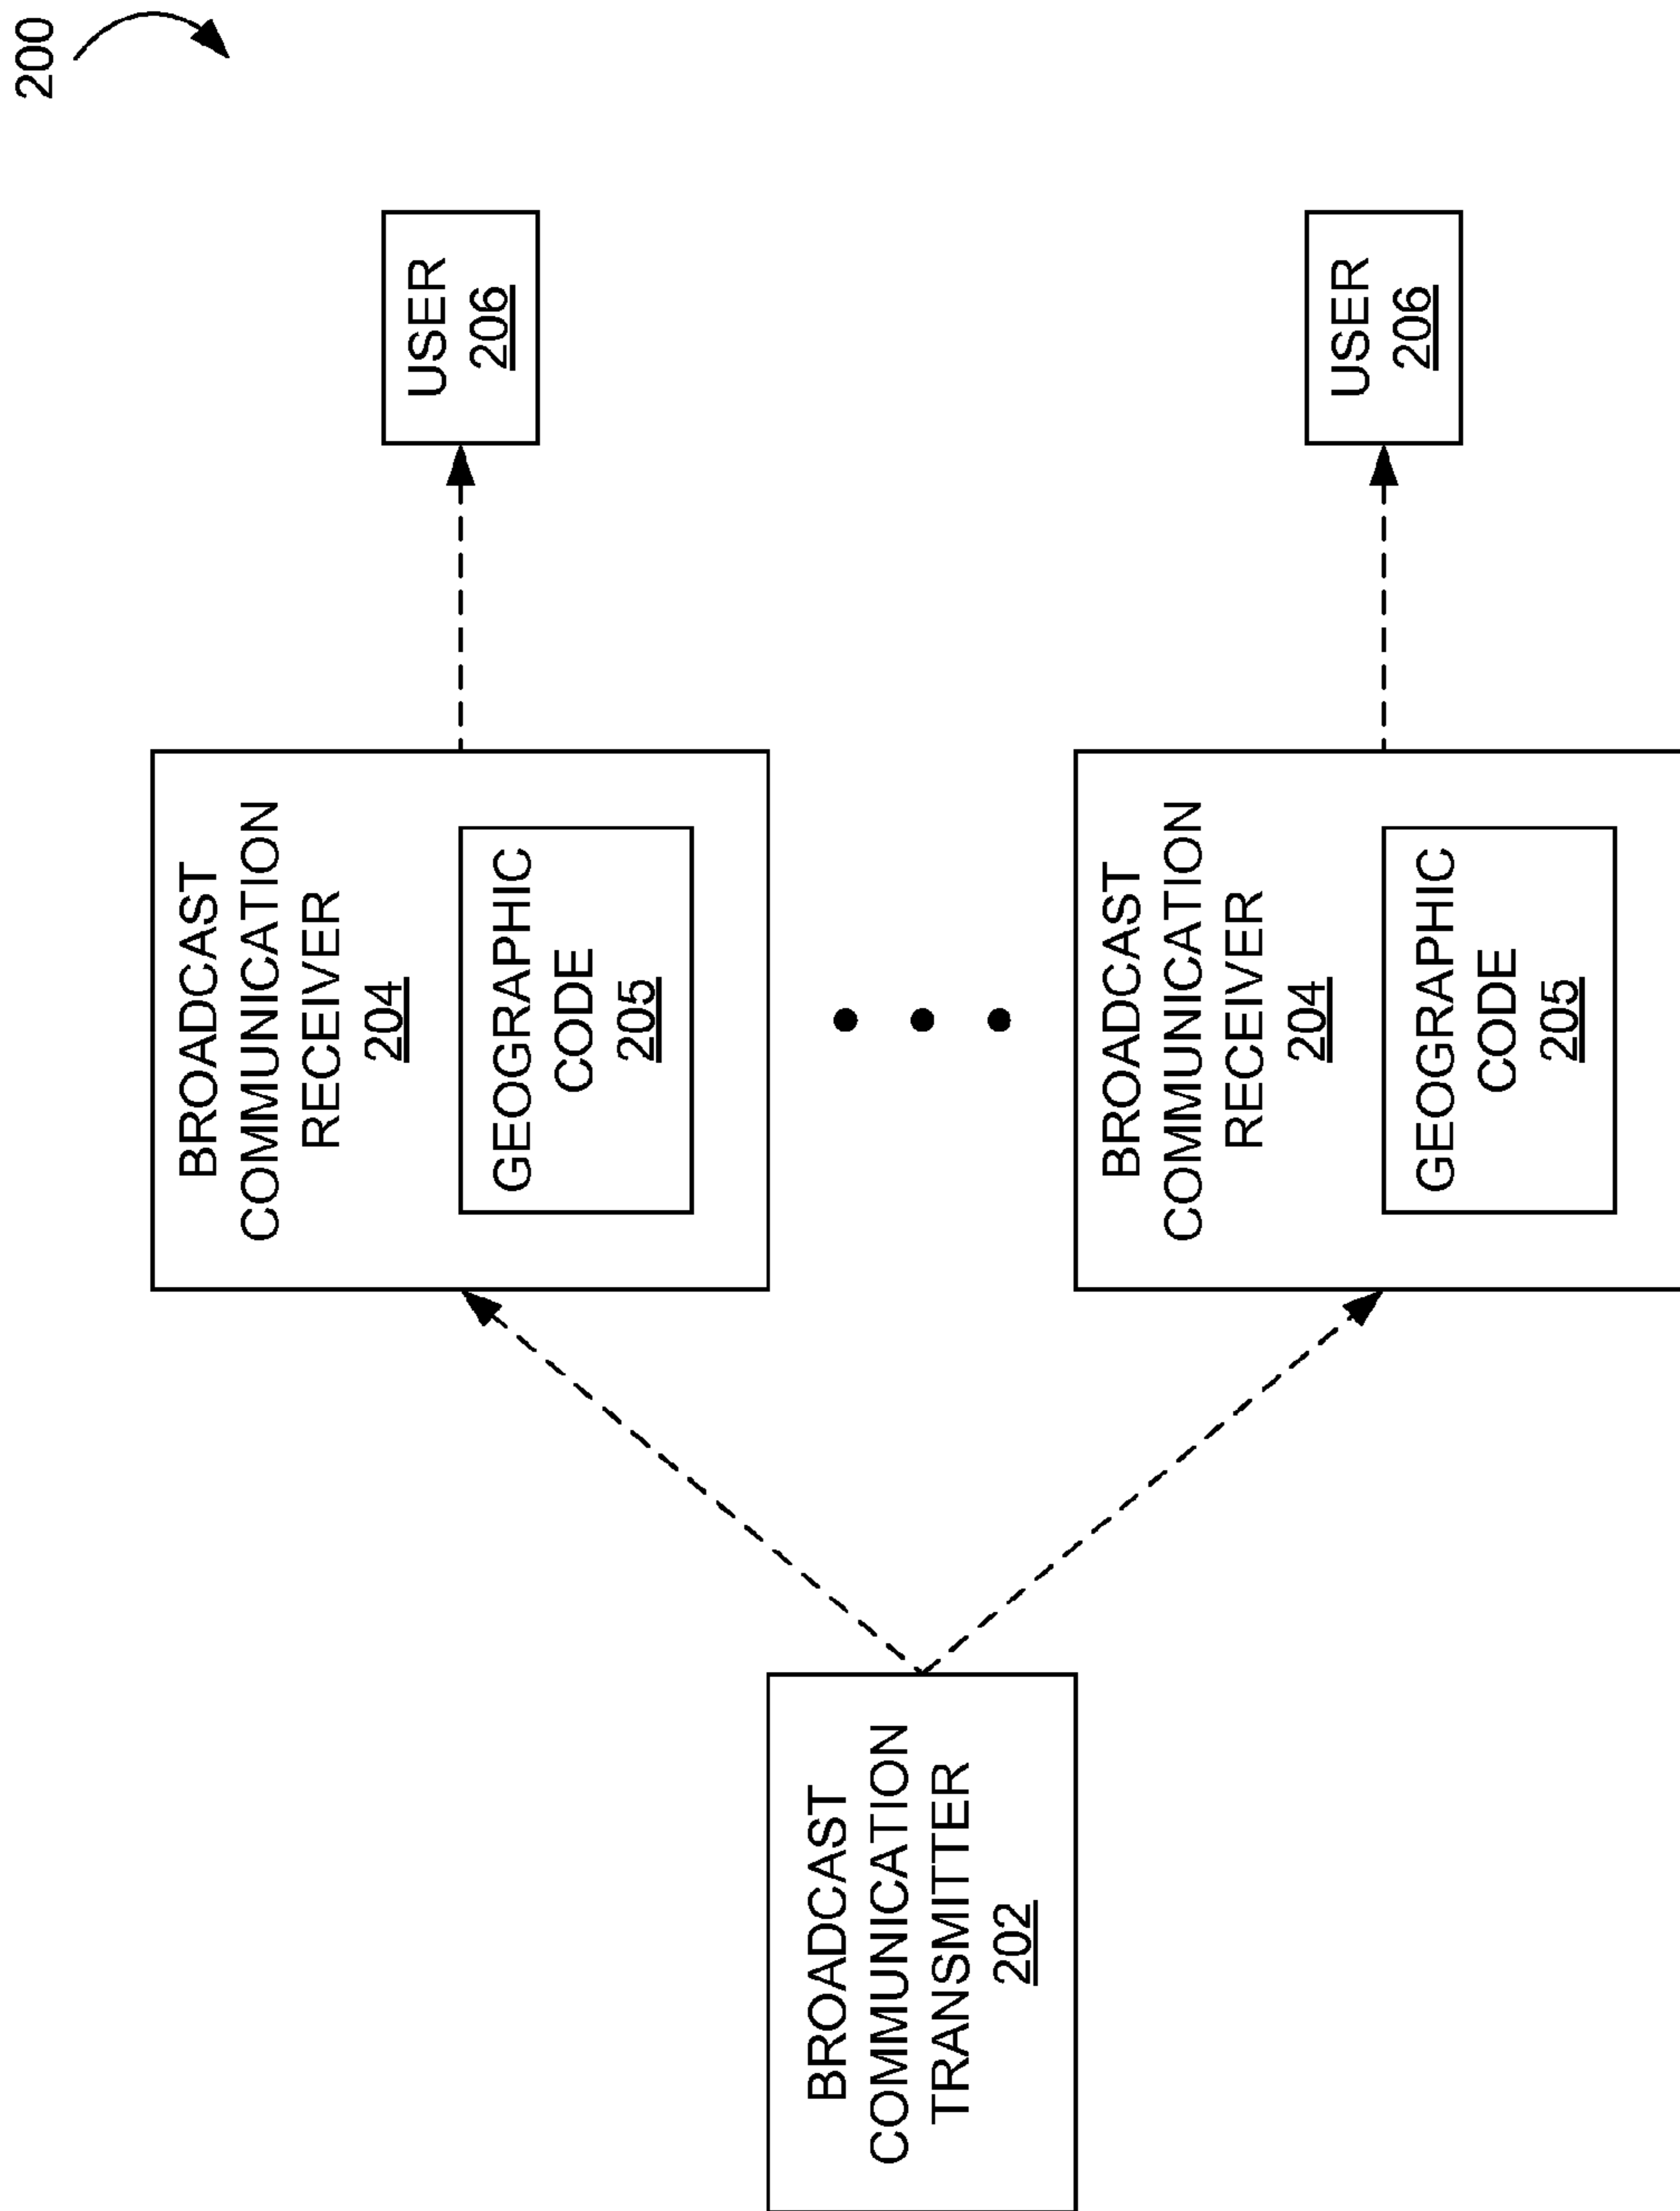 200
BROADCAST
COMMUNICATION
TRANSMITTER
202
BROADCAST
COMMUNICATION
RECEIVER
204
GEOGRAPHIC
CODE
205
USER
206
BROADCAST
COMMUNICATION
RECEIVER
204
GEOGRAPHIC
CODE
205
USER
206